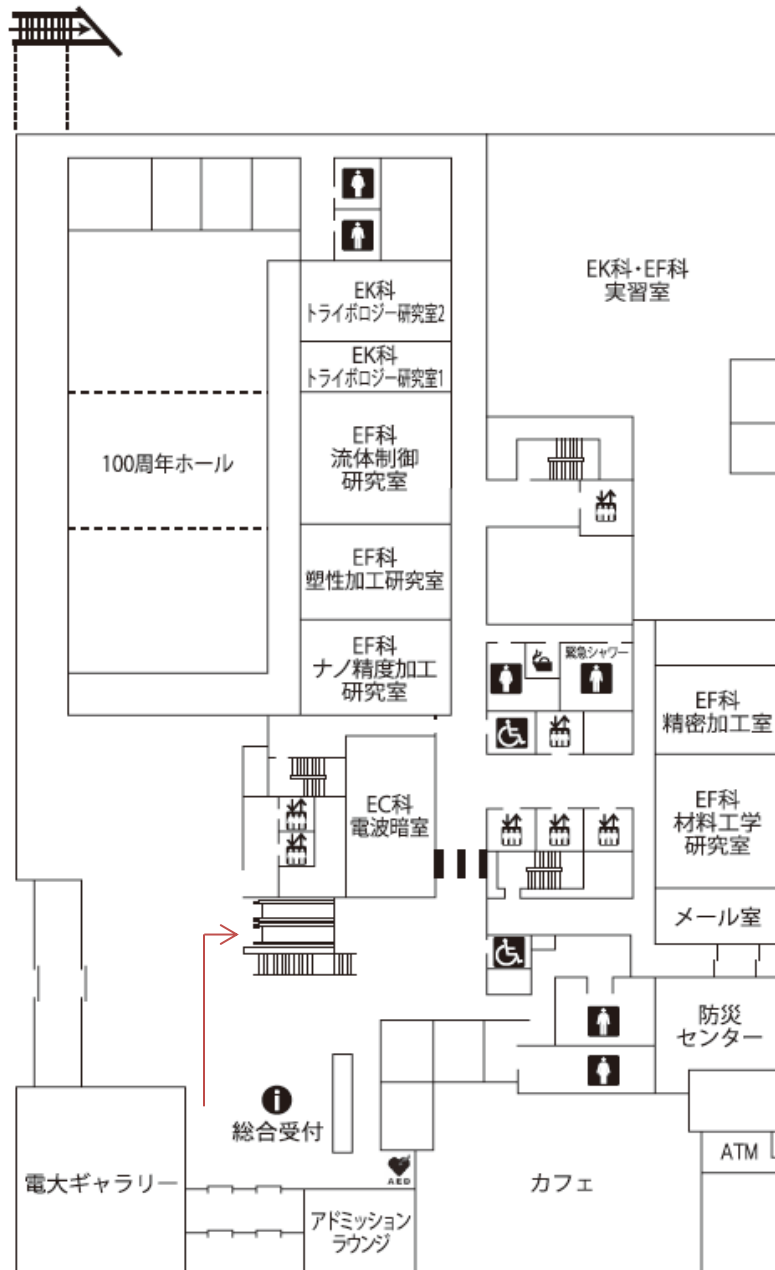 EK科・EF科
実習室
EK科
トライボロジー研究室2
EK科
トライボロジー研究室1
EF科
流体制御
研究室
100周年ホール
EF科
塑性加工研究室
EF科
ナノ精度加工
研究室
緊急シャワー
EF科
精密加工室
EC科
電波暗室
EF科
材料工学
研究室
メール室
防災
センター
i
総合受付
ATM
AED
電大ギャラリー
カフェ
アドミッション
ラウンジ